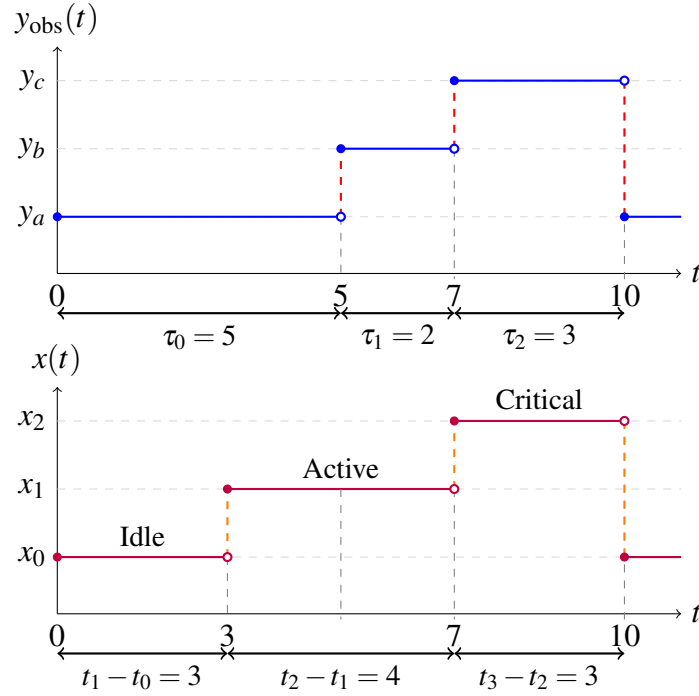 y_obs(t)
y_c
y_b
y_a
0 5 7 10 t
τ_0 = 5 τ_1 = 2 τ_2 = 3
x(t)
x_2 Critical
x_1 Active
x_0 Idle
0 3 7 10 t
t_1 − t_0 = 3 t_2 − t_1 = 4 t_3 − t_2 = 3